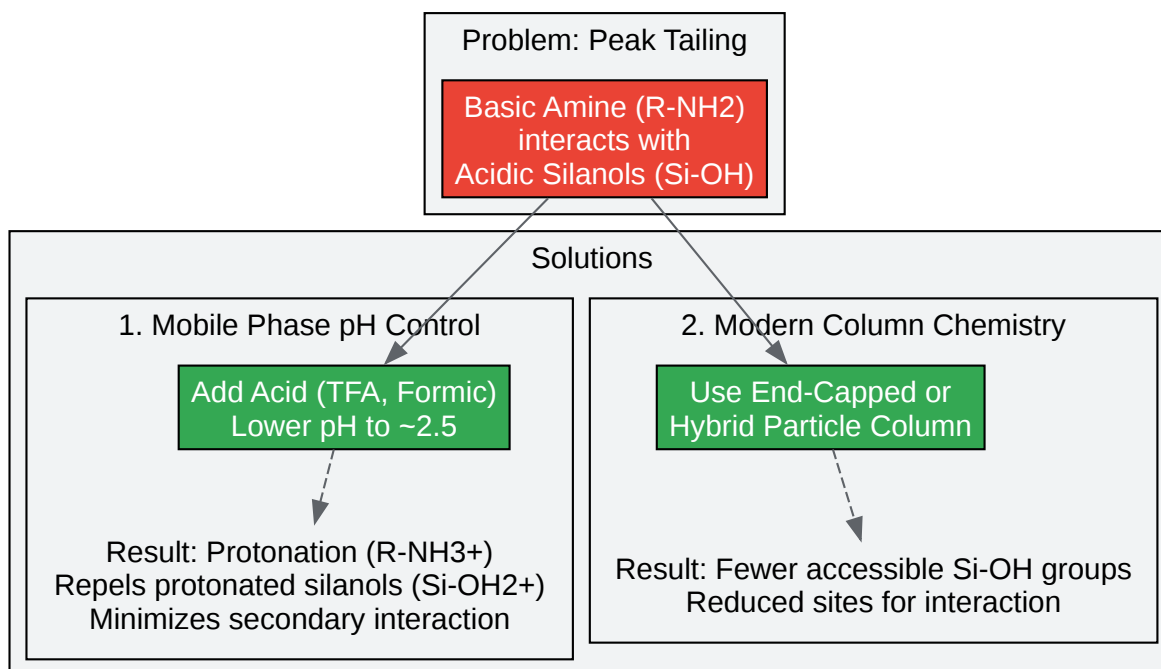 Problem: Peak Tailing
Basic Amine (R-NH2)
interacts with
Acidic Silanols (Si-OH)
Solutions
1. Mobile Phase pH Control
Add Acid (TFA, Formic)
Lower pH to ~2.5
Result: Protonation (R-NH3+)
Repels protonated silanols (Si-OH2+)
Minimizes secondary interaction
2. Modern Column Chemistry
Use End-Capped or
Hybrid Particle Column
Result: Fewer accessible Si-OH groups
Reduced sites for interaction